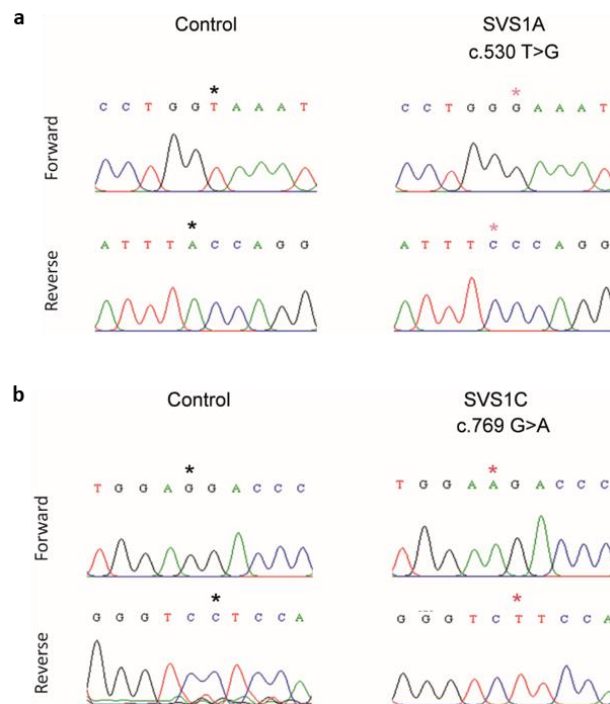 a
Control
SVS1A
c.530 T>G
Forward
*
C C T G G T A A A T
*
C C T G G G A A A T
Reverse
*
A T T T A C C A G G
*
A T T T C C C A G G
b
Control
SVS1C
c.769 G>A
Forward
*
T G G A G G A C C C
*
T G G A A G A C C C
Reverse
*
G G G T C C T C C A
*
G G G T C T T C C A